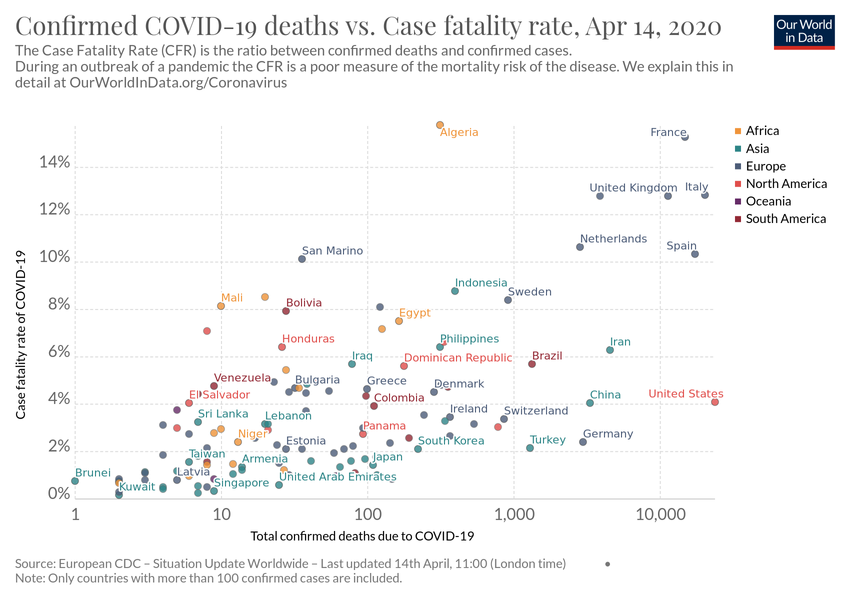 Confirmed COVID-19 deaths vs. Case fatality rate, Apr 14, 2020
Our World
in Data
The Case Fatality Rate (CFR) is the ratio between confirmed deaths and confirmed cases.
During an outbreak of a pandemic the CFR is a poor measure of the mortality risk of the disease. We explain this in
detail at OurWorldInData.org/Coronavirus
Africa
Asia
Europe
North America
Oceania
South America
Case fatality rate of COVID-19
14%
12%
10%
8%
6%
4%
2%
0%
Algeria
France
United Kingdom
Italy
Netherlands
Spain
San Marino
Indonesia
Sweden
Mali
Bolivia
Egypt
Honduras
Philippines
Iran
Iraq
Dominican Republic
Brazil
Venezuela
Bulgaria
Greece
Denmark
El Salvador
Colombia
China
United States
Sri Lanka
Lebanon
Ireland
Switzerland
Niger
Panama
Estonia
South Korea
Turkey
Germany
Taiwan
Armenia
Japan
Brunei
Latvia
Kuwait
Singapore
United Arab Emirates
1
10
100
1,000
10,000
Total confirmed deaths due to COVID-19
Source: European CDC – Situation Update Worldwide – Last updated 14th April, 11:00 (London time)
Note: Only countries with more than 100 confirmed cases are included.